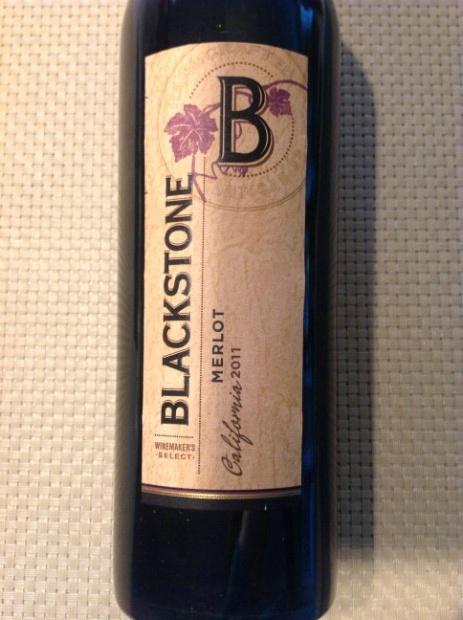 B
BLACKSTONE
WINEMAKER'S
·SELECT·
MERLOT
California 2011